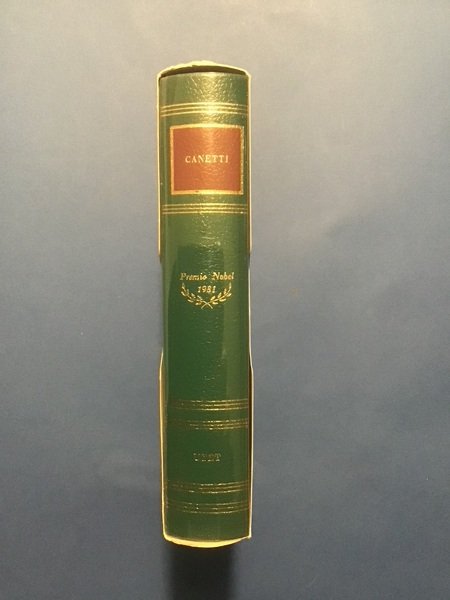 CANETTI
Premio Nobel
1981
UTET